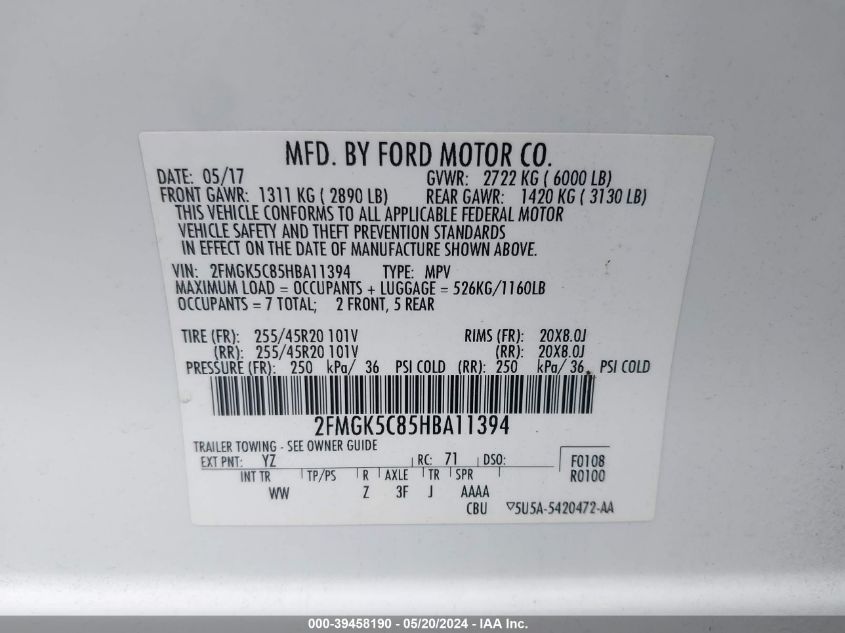 MFD. BY FORD MOTOR CO.
DATE: 05/17 GVWR: 2722 KG ( 6000 LB)
FRONT GAWR: 1311 KG ( 2890 LB) REAR GAWR: 1420 KG ( 3130 LB)
THIS VEHICLE CONFORMS TO ALL APPLICABLE FEDERAL MOTOR
VEHICLE SAFETY AND THEFT PREVENTION STANDARDS
IN EFFECT ON THE DATE OF MANUFACTURE SHOWN ABOVE.
VIN: 2FMGK5C85HBA11394 TYPE: MPV
MAXIMUM LOAD = OCCUPANTS + LUGGAGE = 526KG/1160LB
OCCUPANTS = 7 TOTAL; 2 FRONT, 5 REAR
TIRE (FR): 255/45R20 101V RIMS (FR): 20X8.0J
(RR): 255/45R20 101V (RR): 20X8.0J
PRESSURE (FR): 250 kPa/ 36 PSI COLD (RR): 250 kPa/ 36 PSI COLD
2FMGK5C85HBA11394
TRAILER TOWING - SEE OWNER GUIDE
EXT PNT: YZ RC: 71 DSO: F0108
INT TR TP/PS R AXLE TR SPR R0100
WW Z 3F J AAAA
CBU 5U5A-5420472-AA
000-39458190 - 05/20/2024 - IAA Inc.